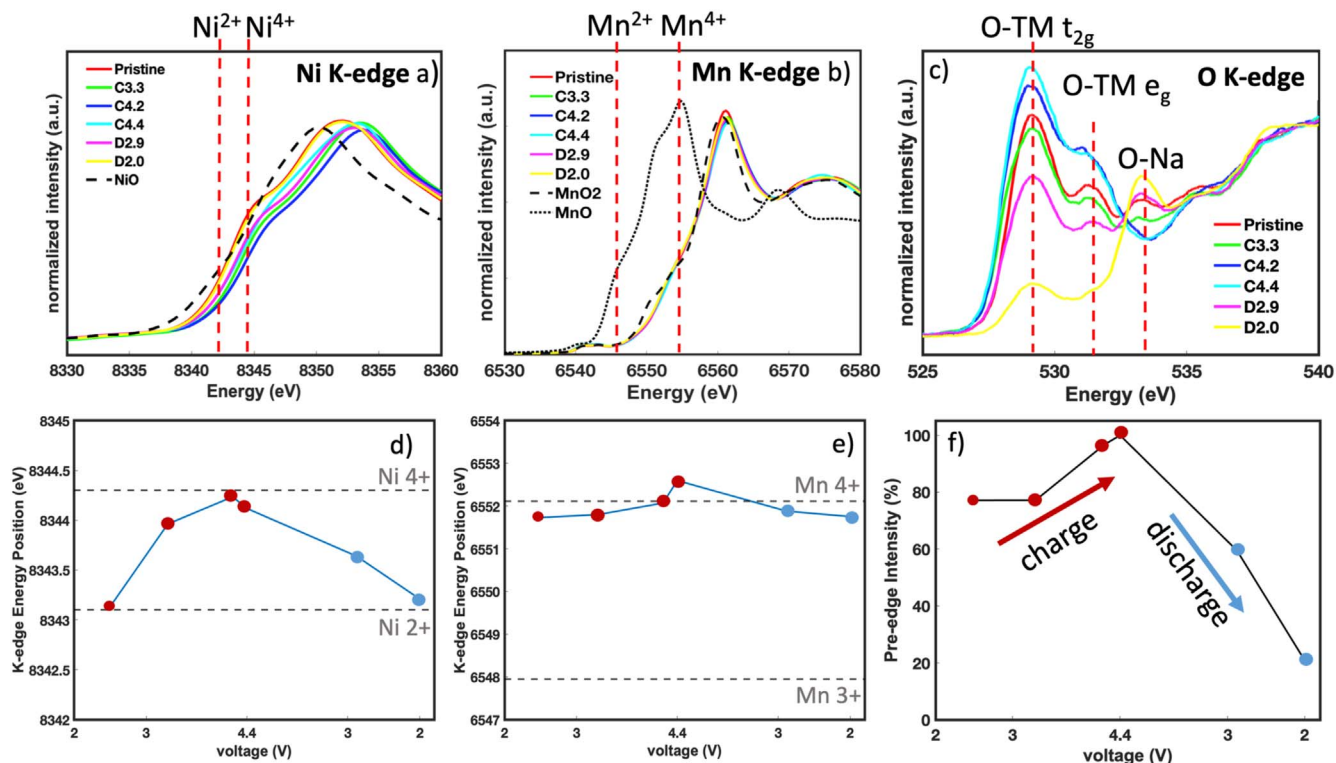 Ni2+ Ni4+
Ni K-edge a)
Pristine
C3.3
C4.2
C4.4
D2.9
D2.0
NiO
normalized intensity (a.u.)
8330 8335 8340 8345 8350 8355 8360
Energy (eV)
Mn2+ Mn4+
Mn K-edge b)
Pristine
C3.3
C4.2
C4.4
D2.9
D2.0
MnO2
MnO
normalized intensity (a.u.)
6530 6540 6550 6560 6570 6580
Energy (eV)
O-TM t2g
c)
O K-edge
O-TM eg
O-Na
Pristine
C3.3
C4.2
C4.4
D2.9
D2.0
normalized intensity (a.u.)
525 530 535 540
Energy (eV)
d)
K-edge Energy Position (eV)
8345
8344.5
8344
8343.5
8343
8342.5
8342
Ni 4+
Ni 2+
2 3 4.4 3 2
voltage (V)
e)
K-edge Energy Position (eV)
6554
6553
6552
6551
6550
6549
6548
6547
Mn 4+
Mn 3+
2 3 4.4 3 2
voltage (V)
f)
Pre-edge Intensity (%)
100
80
60
40
20
0
charge
discharge
2 3 4.4 3 2
voltage (V)